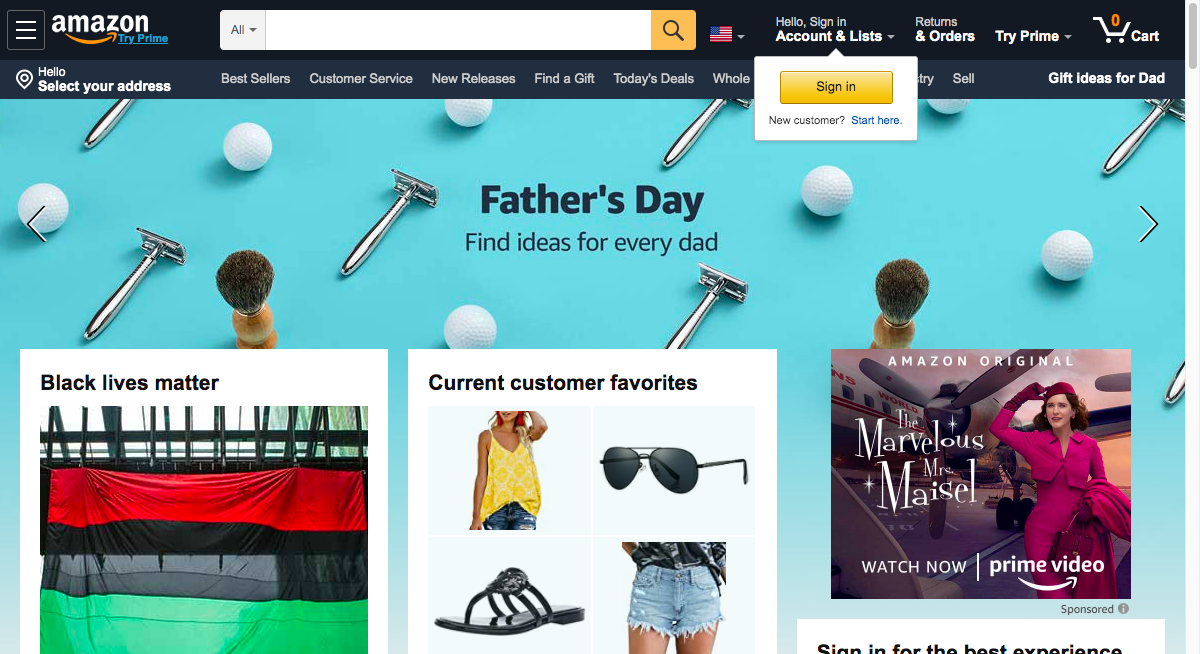 amazon
Try Prime
All
Hello, Sign in
Account & Lists
Returns
& Orders
Try Prime
0
Cart
Hello
Select your address
Best Sellers
Customer Service
New Releases
Find a Gift
Today's Deals
Whole
try
Sell
Gift ideas for Dad
Sign in
New customer? Start here.
Father's Day
Find ideas for every dad
Black lives matter
Current customer favorites
AMAZON ORIGINAL
The
Marvelous
Mrs.
Maisel
WATCH NOW | prime video
Sponsored
Sign in for the best experience